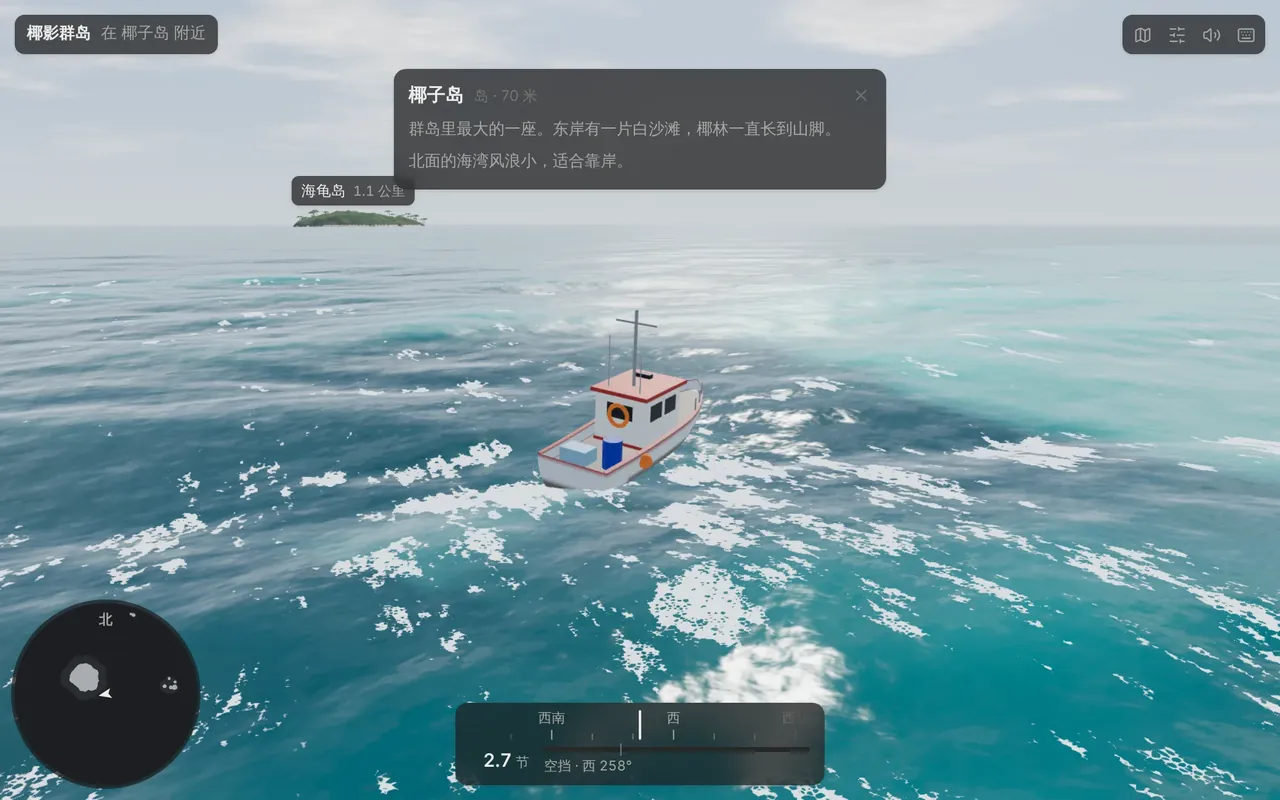 椰影群岛 在 椰子岛 附近
椰子岛 岛 · 70 米
群岛里最大的一座。东岸有一片白沙滩，椰林一直长到山脚。
北面的海湾风浪小，适合靠岸。
海龟岛 1.1 公里
北
西南 西 西
2.7 节 空挡 · 西 258°